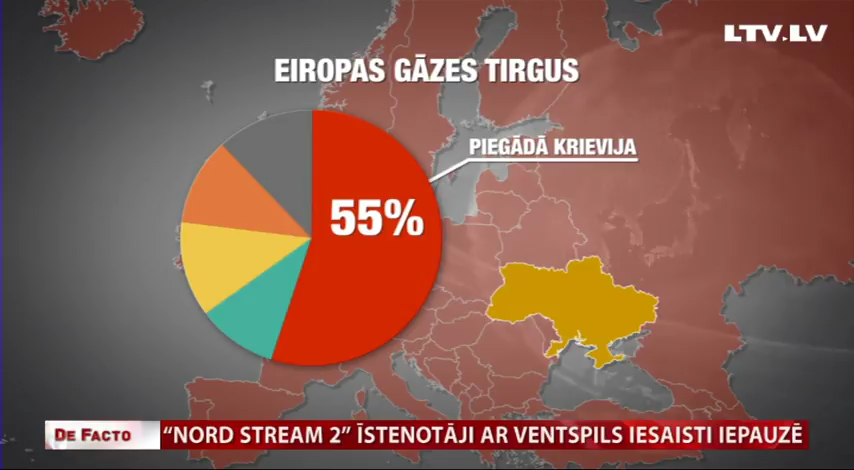 LTV.LV
EIROPAS GĀZES TIRGUS
PIEGĀDĀ KRIEVIJA
55%
DE FACTO
"NORD STREAM 2" ĪSTENOTĀJI AR VENTSPILS IESAISTI IEPAUZĒ